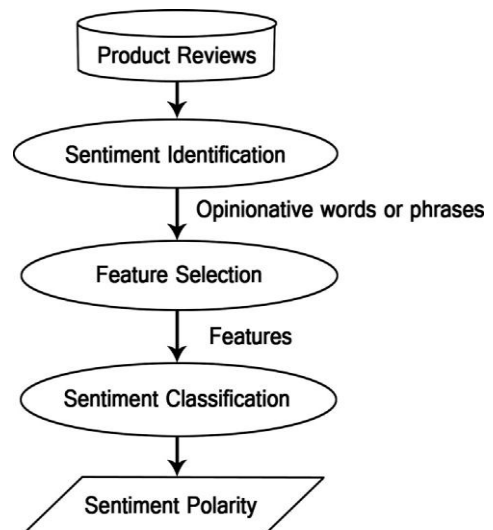 Product Reviews
Sentiment Identification
Opinionative words or phrases
Feature Selection
Features
Sentiment Classification
Sentiment Polarity